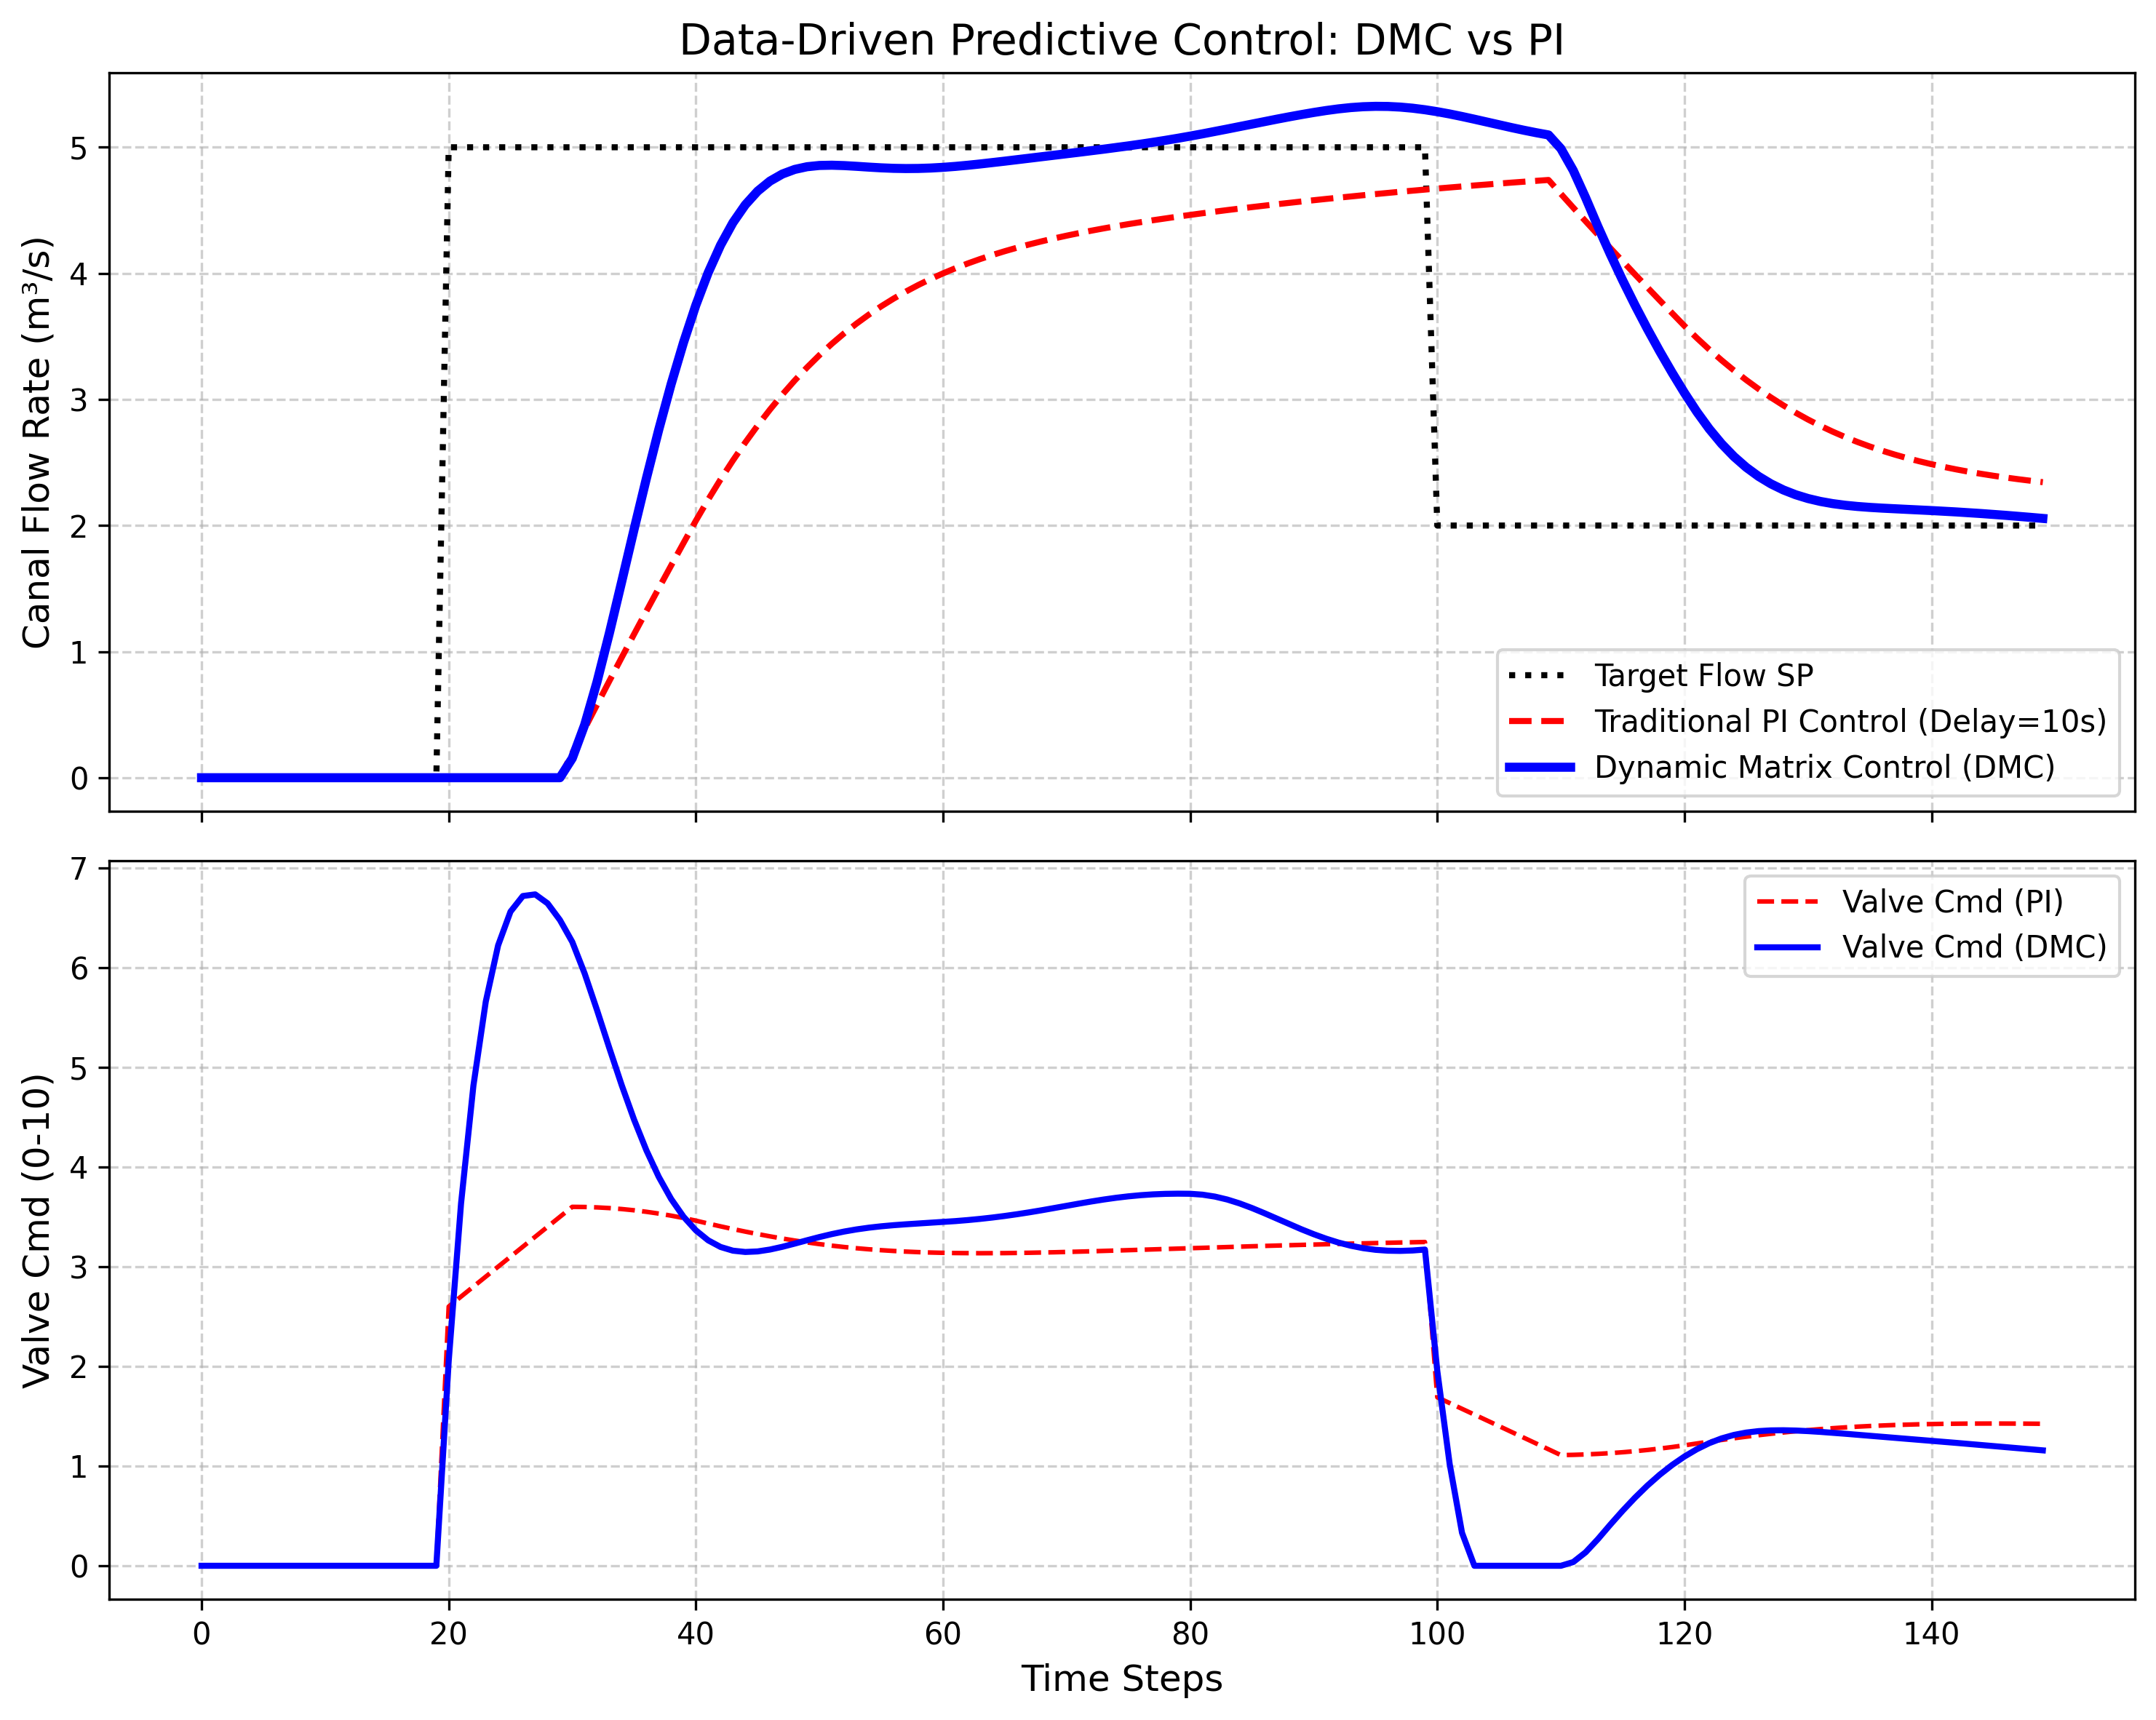 Data-Driven Predictive Control: DMC vs PI
Canal Flow Rate (m³/s)
5
4
3
2
1
0
Target Flow SP
Traditional PI Control (Delay=10s)
Dynamic Matrix Control (DMC)
Valve Cmd (0-10)
7
6
5
4
3
2
1
0
Valve Cmd (PI)
Valve Cmd (DMC)
0 20 40 60 80 100 120 140
Time Steps